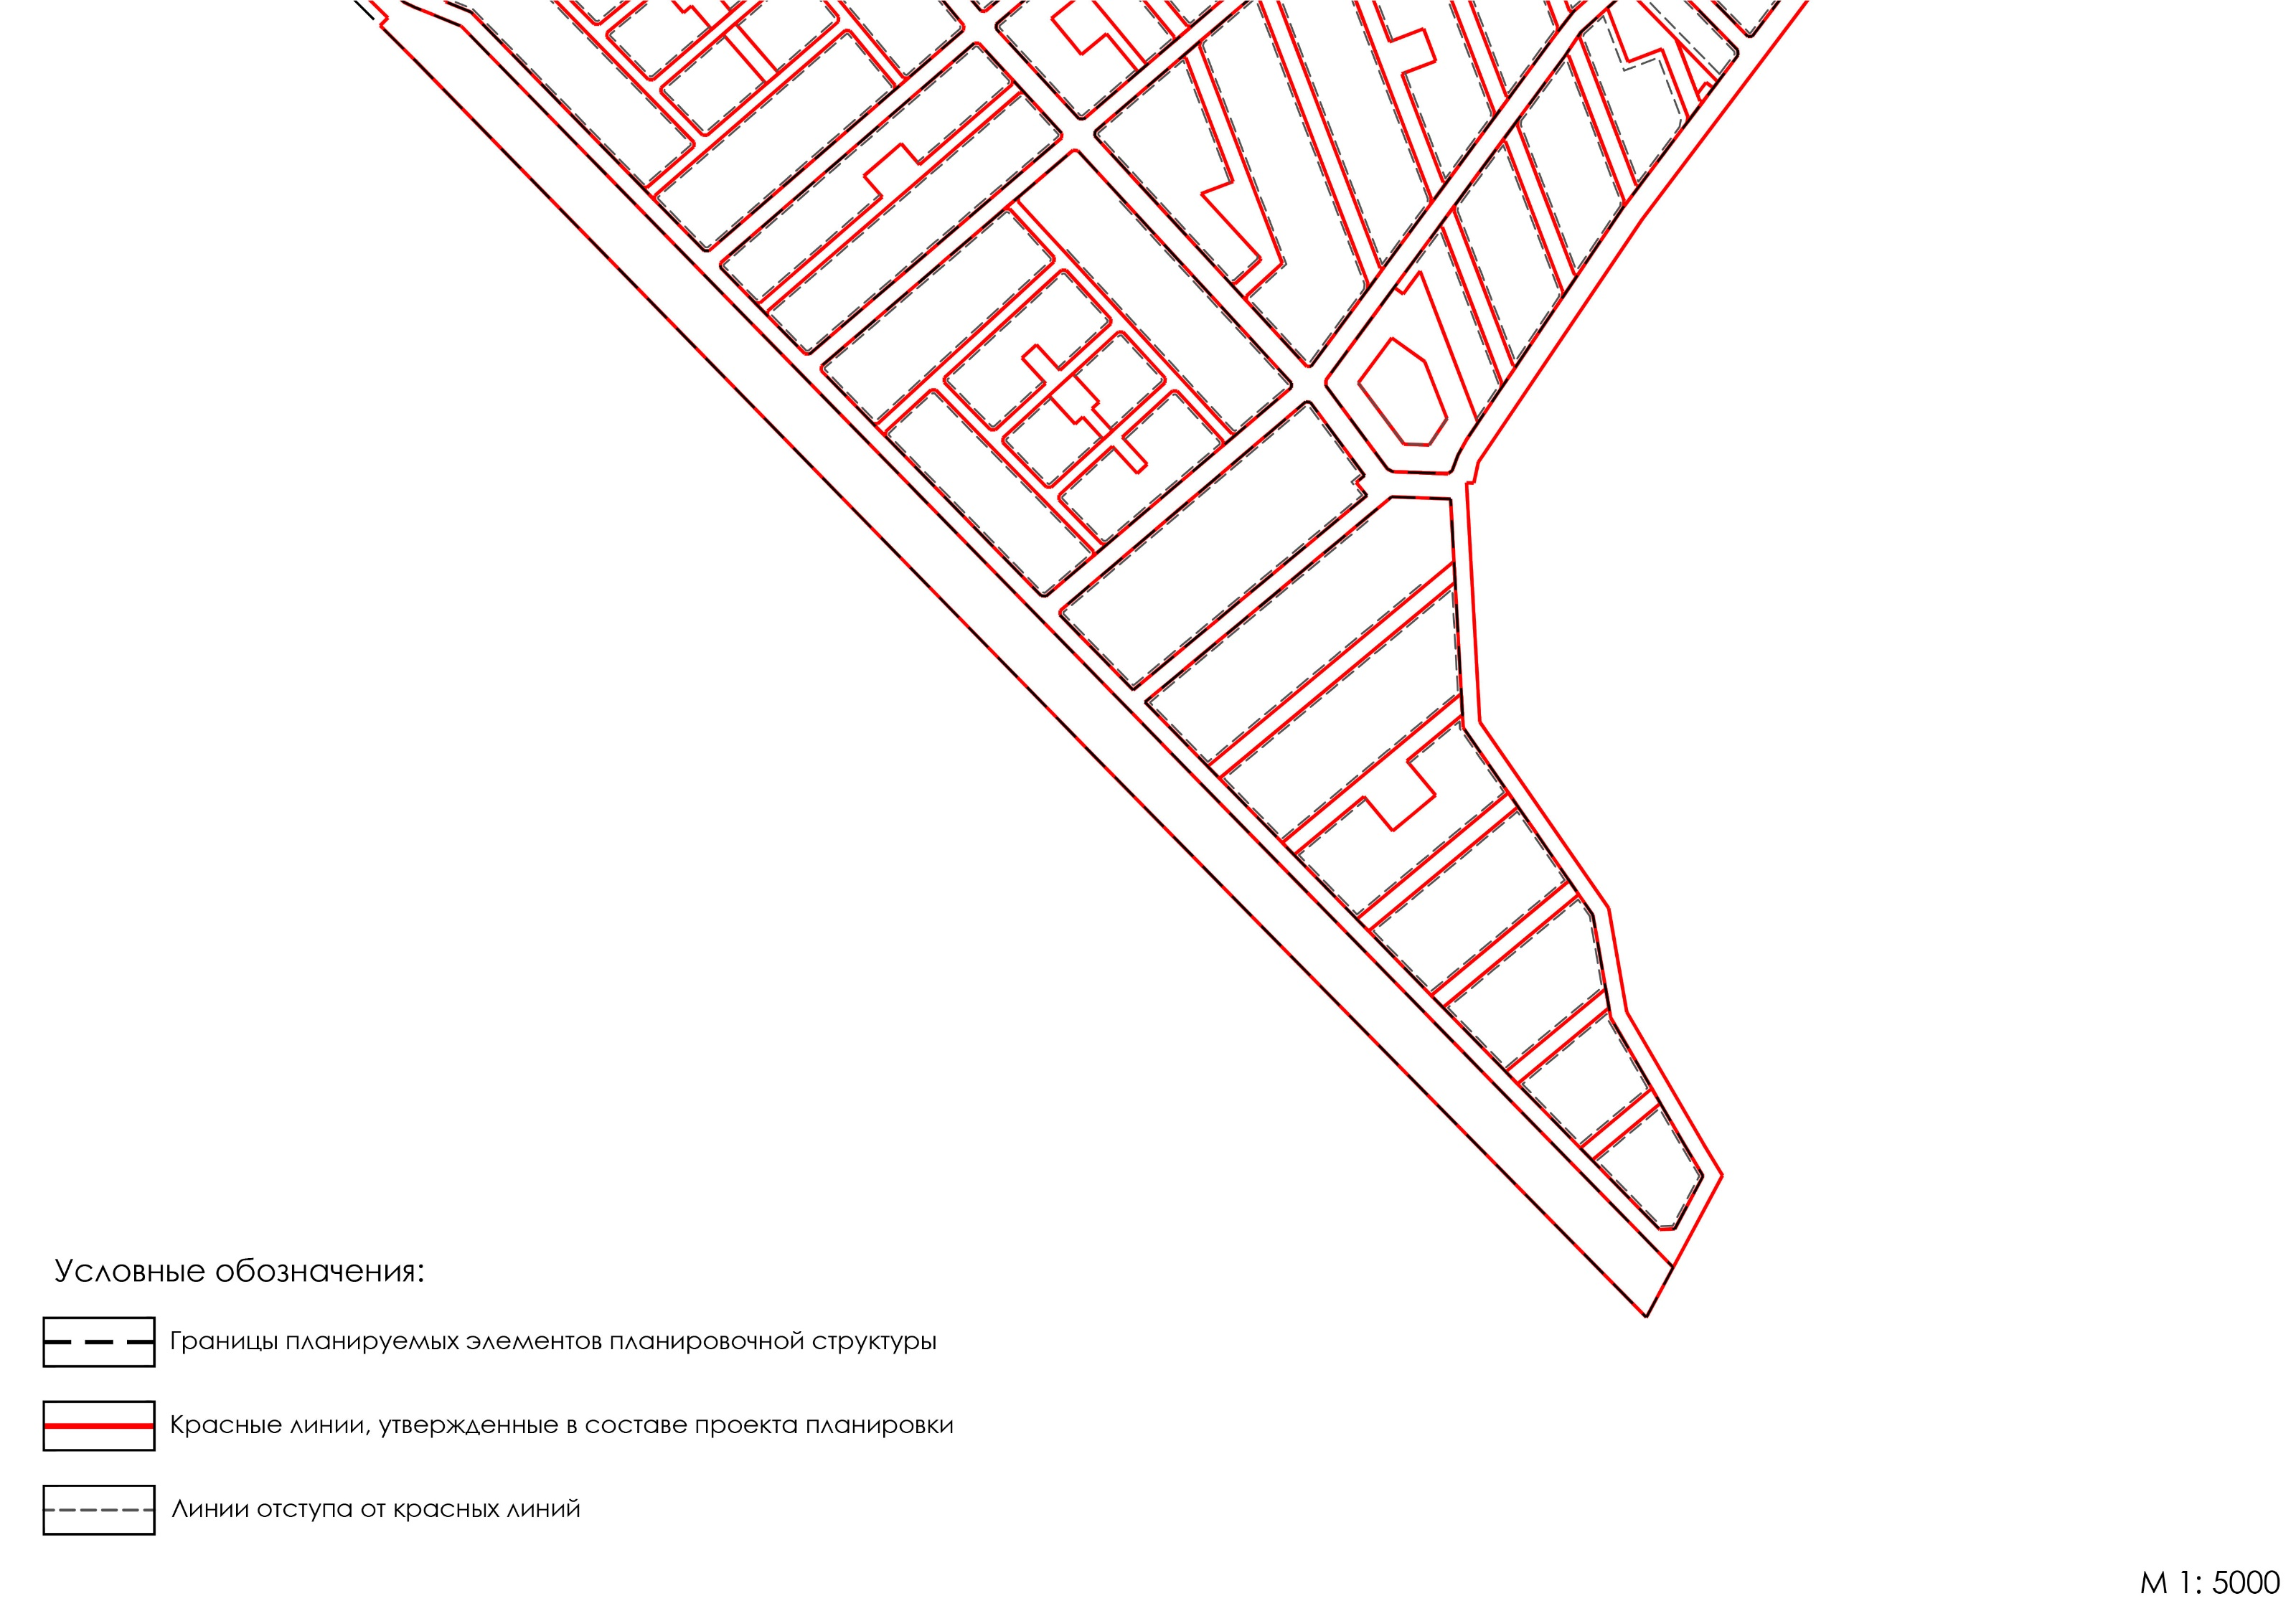 Условные обозначения:
Границы планируемых элементов планировочной структуры
Красные линии, утвержденные в составе проекта планировки
Линии отступа от красных линий
М 1: 5000